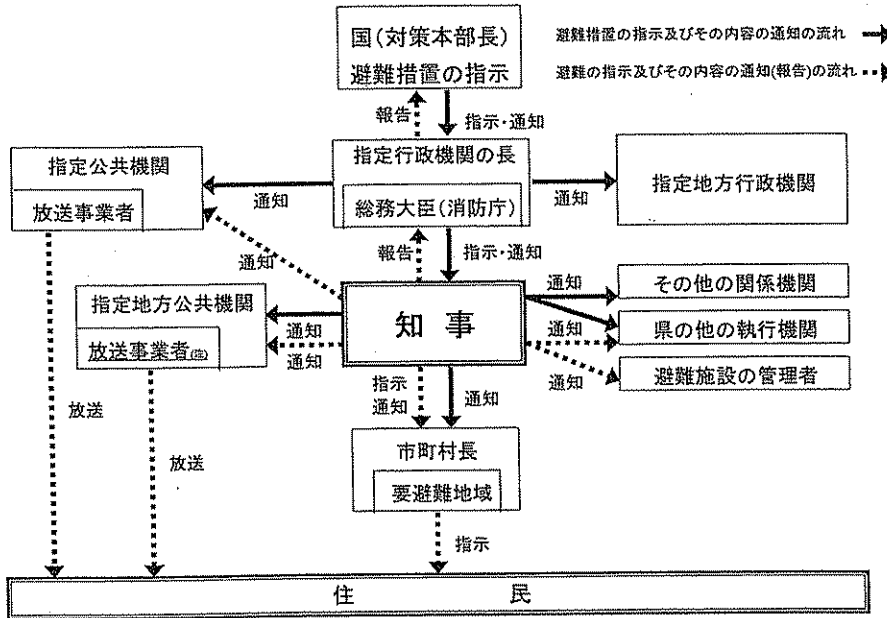 国(対策本部長)
避難措置の指示
避難措置の指示及びその内容の通知の流れ
避難の指示及びその内容の通知(報告)の流れ
報告
指示・通知
指定公共機関
放送事業者
通知
指定行政機関の長
総務大臣(消防庁)
通知
指定地方行政機関
通知
報告
指示・通知
指定地方公共機関
放送事業者(注)
通知
通知
知 事
通知
その他の関係機関
通知
県の他の執行機関
通知
避難施設の管理者
放送
放送
指示
通知
通知
市町村長
要避難地域
指示
住 民